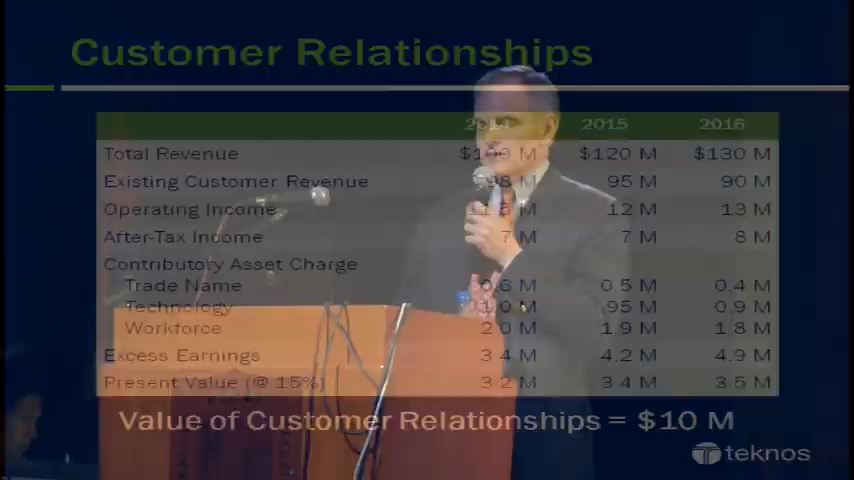 Customer Relationships
2014 2015 2016
Total Revenue $100 M $120 M $130 M
Existing Customer Revenue 98 M 95 M 90 M
Operating Income M 12 M 13 M
After-Tax Income 7 M 7 M 8 M
Contributory Asset Charge
Trade Name 0.6 M 0.5 M 0.4 M
Technology 1.0 M 95 M 0.9 M
Workforce 2.0 M 1.9 M 1.8 M
Excess Earnings 3.4 M 4.2 M 4.9 M
Present Value (@ 15%) 3.2 M 3.4 M 3.5 M
Value of Customer Relationships = $10 M
teknos